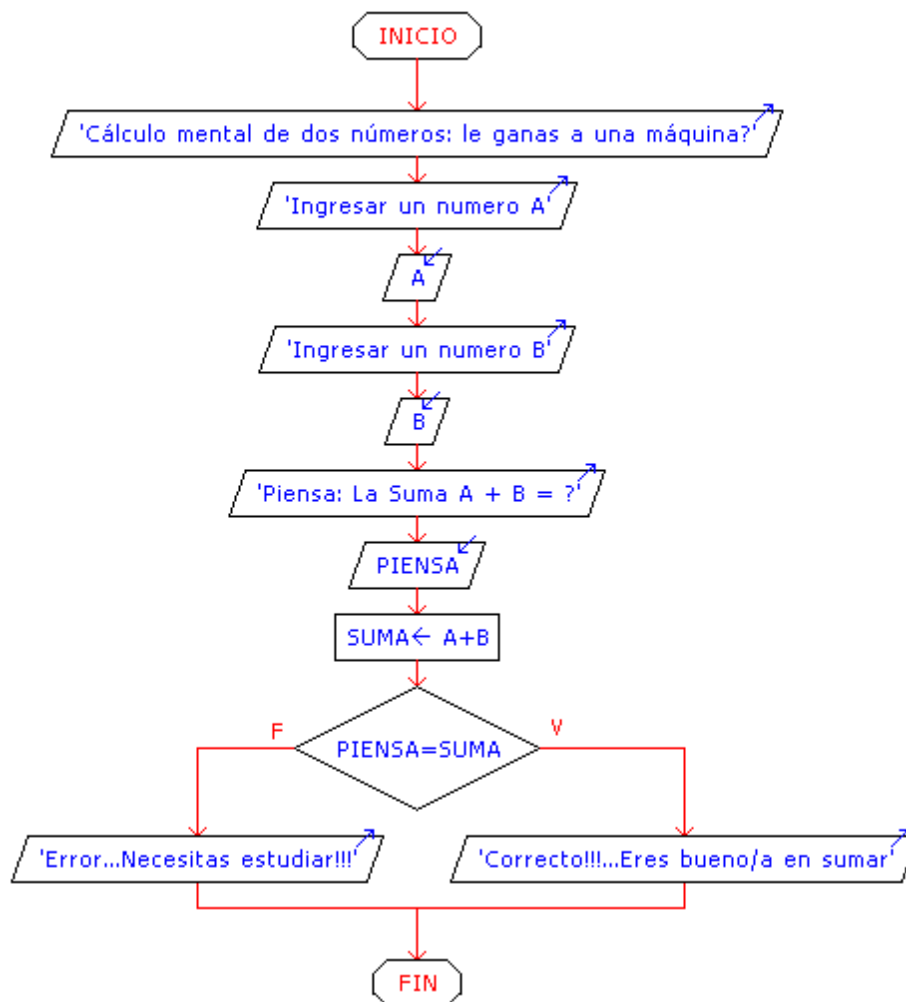 INICIO
'Cálculo mental de dos números: le ganas a una máquina?'
'Ingresar un numero A'
A
'Ingresar un numero B'
B
'Piensa: La Suma A + B = ?'
PIENSA
SUMA← A+B
F
V
PIENSA=SUMA
'Error...Necesitas estudiar!!!'
'Correcto!!!...Eres bueno/a en sumar'
FIN